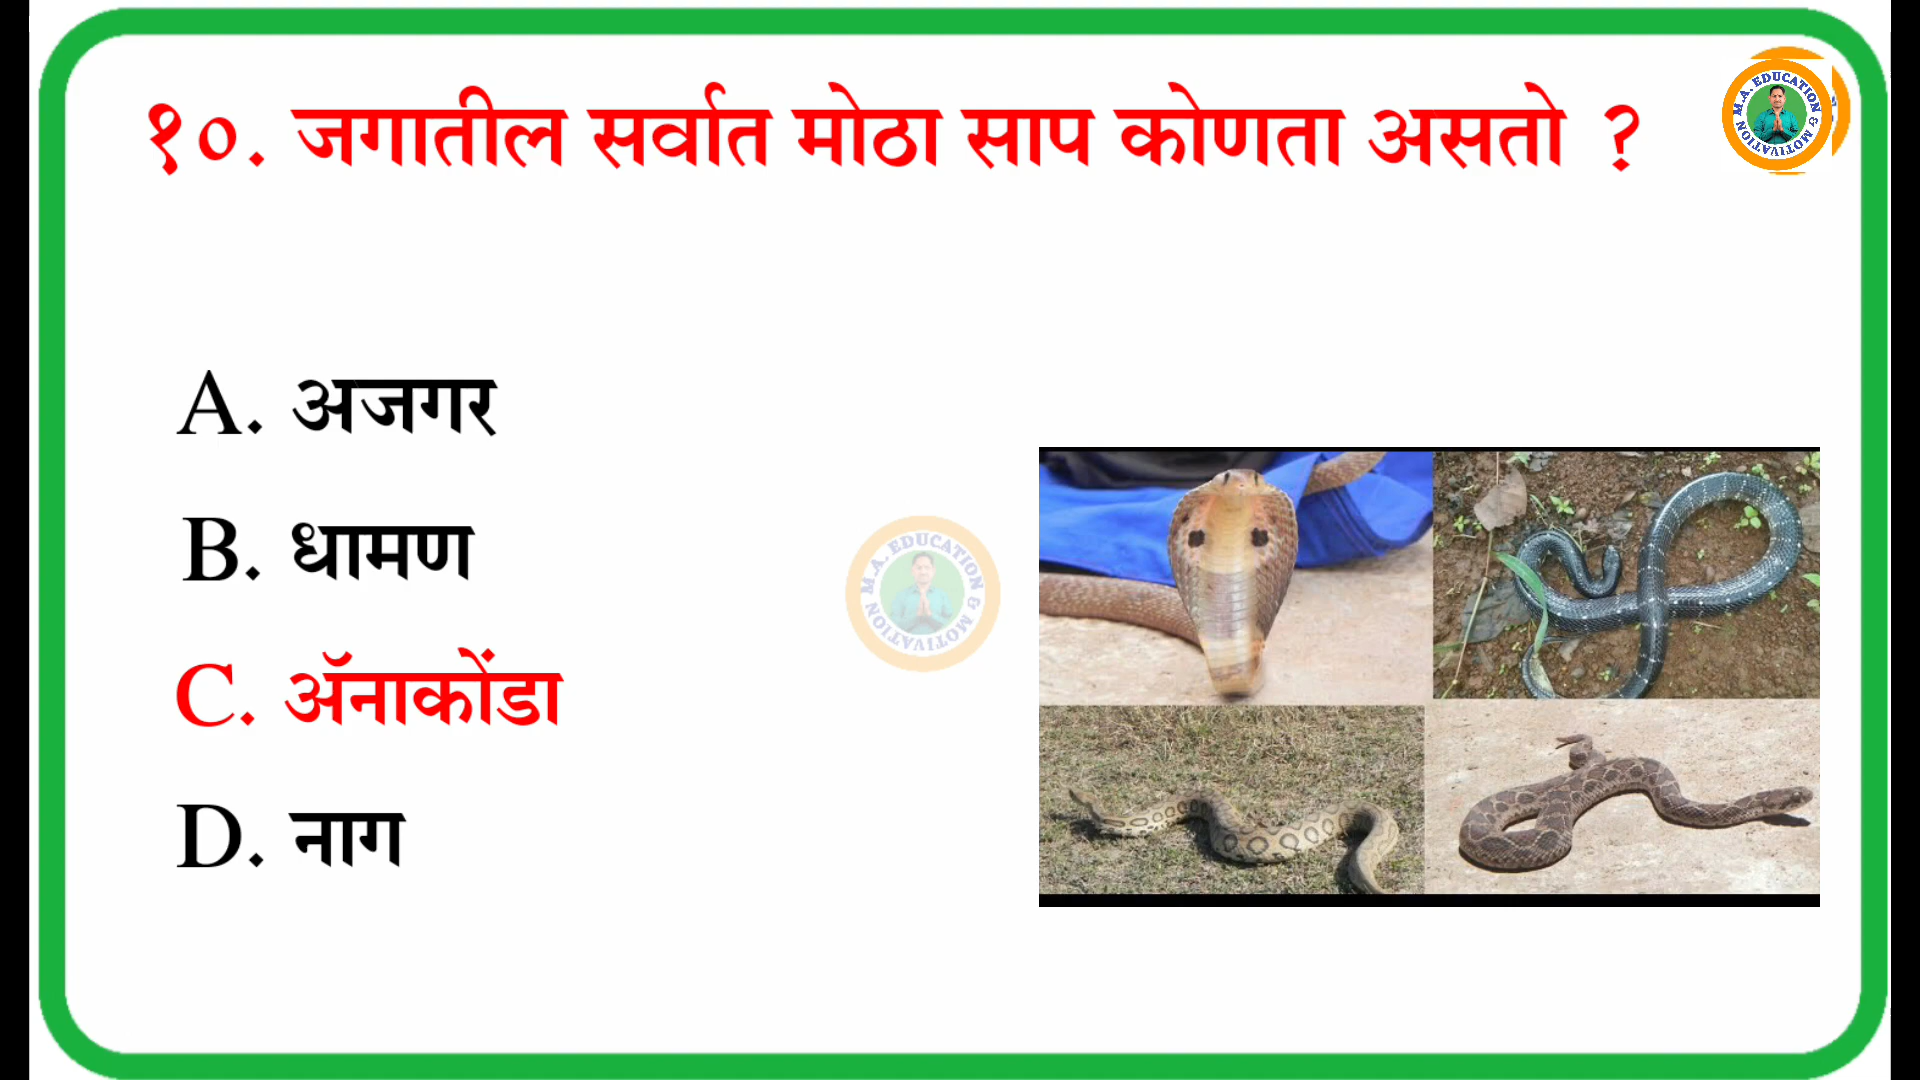 १०. जगातील सर्वात मोठा साप कोणता असतो ?
M.A. EDUCATION & MOTIVATION
A. अजगर
B. धामण
M.A. EDUCATION & MOTIVATION
C. ॲनाकोंडा
D. नाग